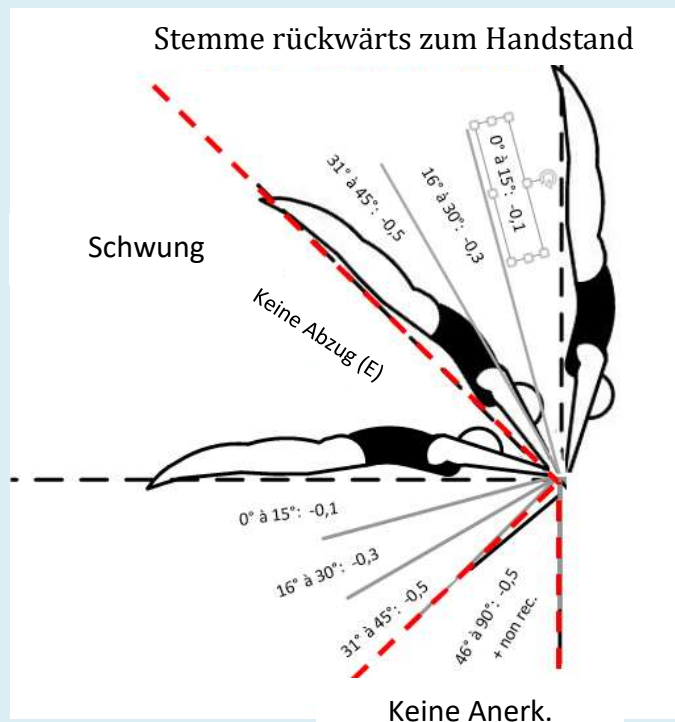 Stemme rückwärts zum Handstand
31° à 45°: -0,5
16° à 30°: -0,3
0° à 15°: -0,1
Schwung
Keine Abzug (E)
0° à 15°: -0,1
16° à 30°: -0,3
31° à 45°: -0,5
46° à 90°: -0,5
+ non rec.
Keine Anerk.